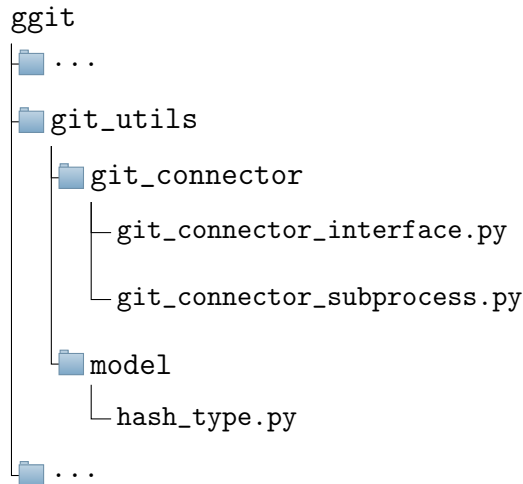 ggit
...
git_utils
git_connector
git_connector_interface.py
git_connector_subprocess.py
model
hash_type.py
...